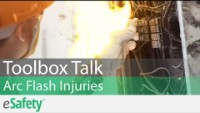 Toolbox Talk
Arc Flash Injuries
eSafety